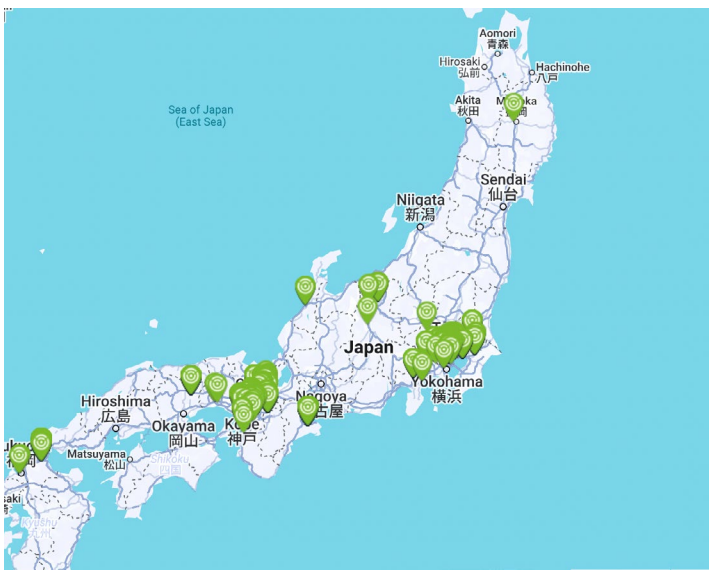 Aomori
青森
Hirosaki
弘前
Hachinohe
八戸
Akita
秋田
Sea of Japan
(East Sea)
Sendai
仙台
Niigata
新潟
Japan
Yokohama
横浜
Hiroshima
広島
Okayama
岡山
神戸
Matsuyama
松山
Shikoku
四国
Kyushu
九州